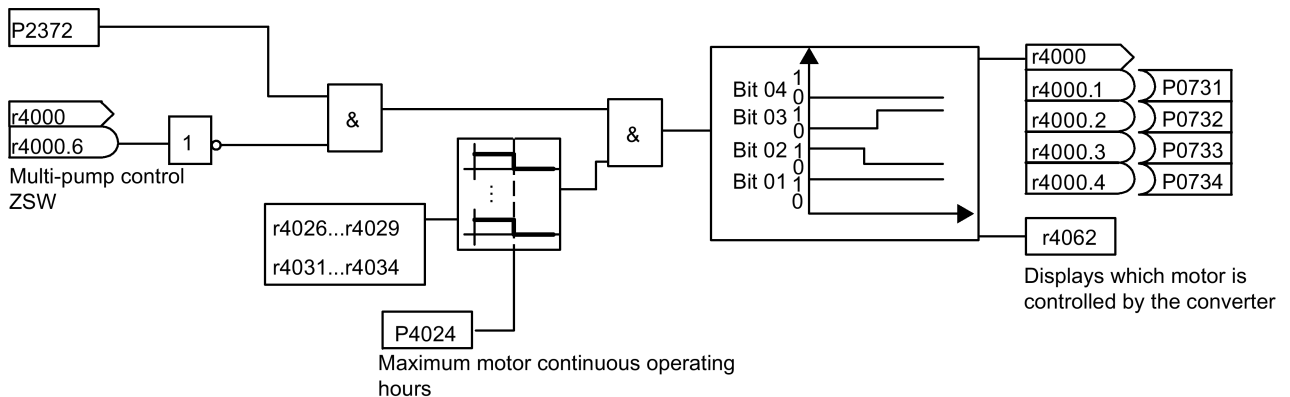 P2372
r4000
r4000.6
Multi-pump control
ZSW
1
&
r4026...r4029
r4031...r4034
...
P4024
Maximum motor continuous operating
hours
&
Bit 04 1 0
Bit 03 1 0
Bit 02 1 0
Bit 01 1 0
r4000
r4000.1 P0731
r4000.2 P0732
r4000.3 P0733
r4000.4 P0734
r4062
Displays which motor is
controlled by the converter